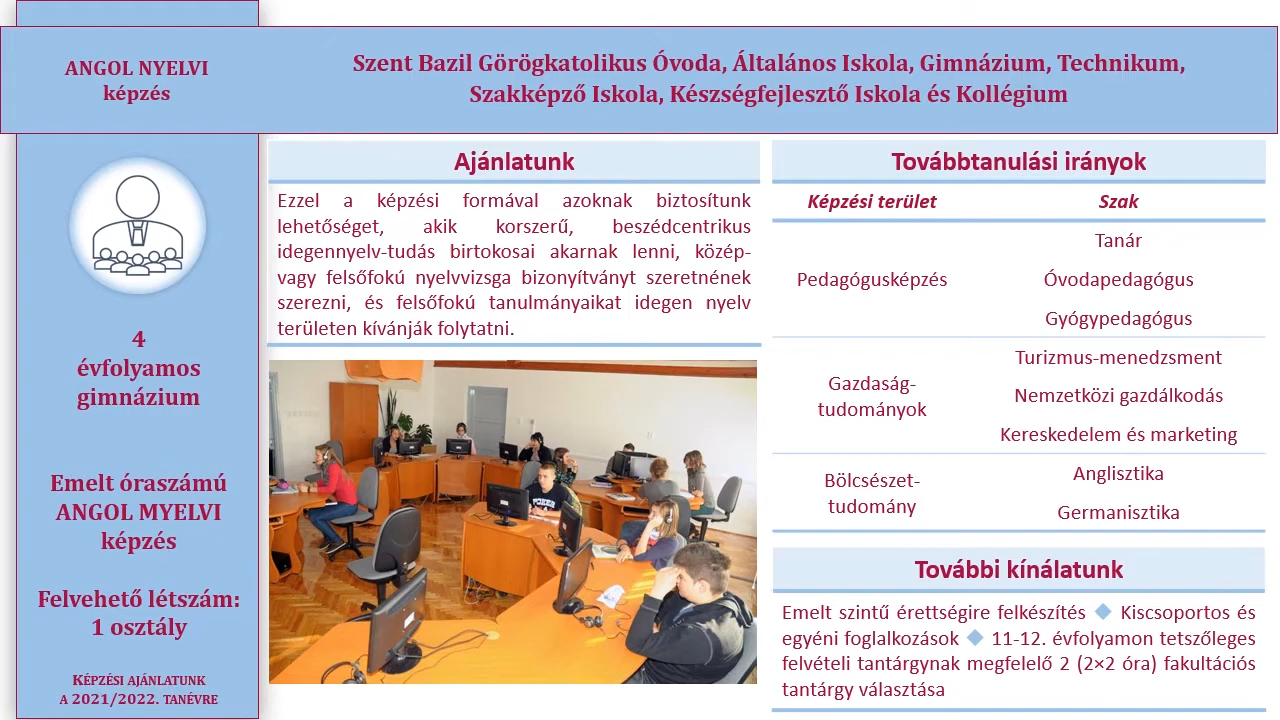 ANGOL NYELVI
képzés
Szent Bazil Görögkatolikus Óvoda, Általános Iskola, Gimnázium, Technikum,
Szakképző Iskola, Készségfejlesztő Iskola és Kollégium
4
évfolyamos
gimnázium
Emelt óraszámú
ANGOL MYELVI
képzés
Felvehető létszám:
1 osztály
Képzési ajánlatunk
a 2021/2022. tanévre
Ajánlatunk
Ezzel a képzési formával azoknak biztosítunk
lehetőséget, akik korszerű, beszédcentrikus
idegennyelv-tudás birtokosai akarnak lenni, közép-
vagy felsőfokú nyelvvizsga bizonyítványt szeretnének
szerezni, és felsőfokú tanulmányaikat idegen nyelv
területen kívánják folytatni.
Továbbtanulási irányok
Képzési terület Szak
Tanár
Pedagógusképzés Óvodapedagógus
Gyógypedagógus
Turizmus-menedzsment
Gazdaság-
tudományok
Nemzetközi gazdálkodás
Kereskedelem és marketing
Bölcsészet-
tudomány
Anglisztika
Germanisztika
További kínálatunk
Emelt szintű érettségire felkészítés ◆ Kiscsoportos és
egyéni foglalkozások ◆ 11-12. évfolyamon tetszőleges
felvételi tantárgynak megfelelő 2 (2×2 óra) fakultációs
tantárgy választása